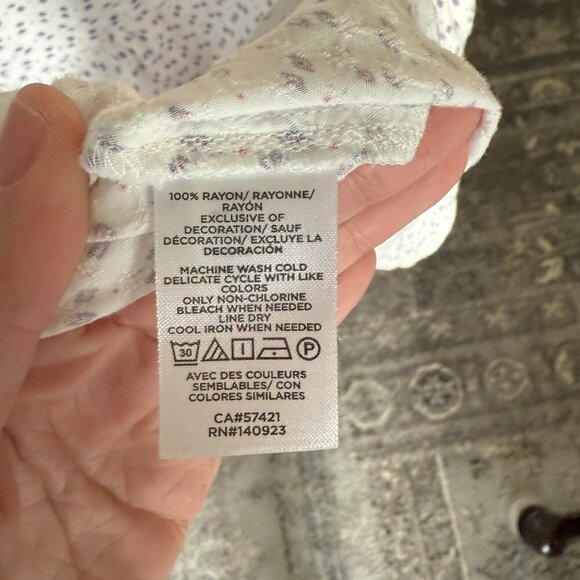 100% RAYON/ RAYONNE/
RAYÓN
EXCLUSIVE OF
DECORATION/ SAUF
DÉCORATION/ EXCLUYE LA
DECORACIÓN
MACHINE WASH COLD
DELICATE CYCLE WITH LIKE
COLORS
ONLY NON-CHLORINE
BLEACH WHEN NEEDED
LINE DRY
COOL IRON WHEN NEEDED
30 P
AVEC DES COULEURS
SEMBLABLES/ CON
COLORES SIMILARES
CA#57421
RN#140923